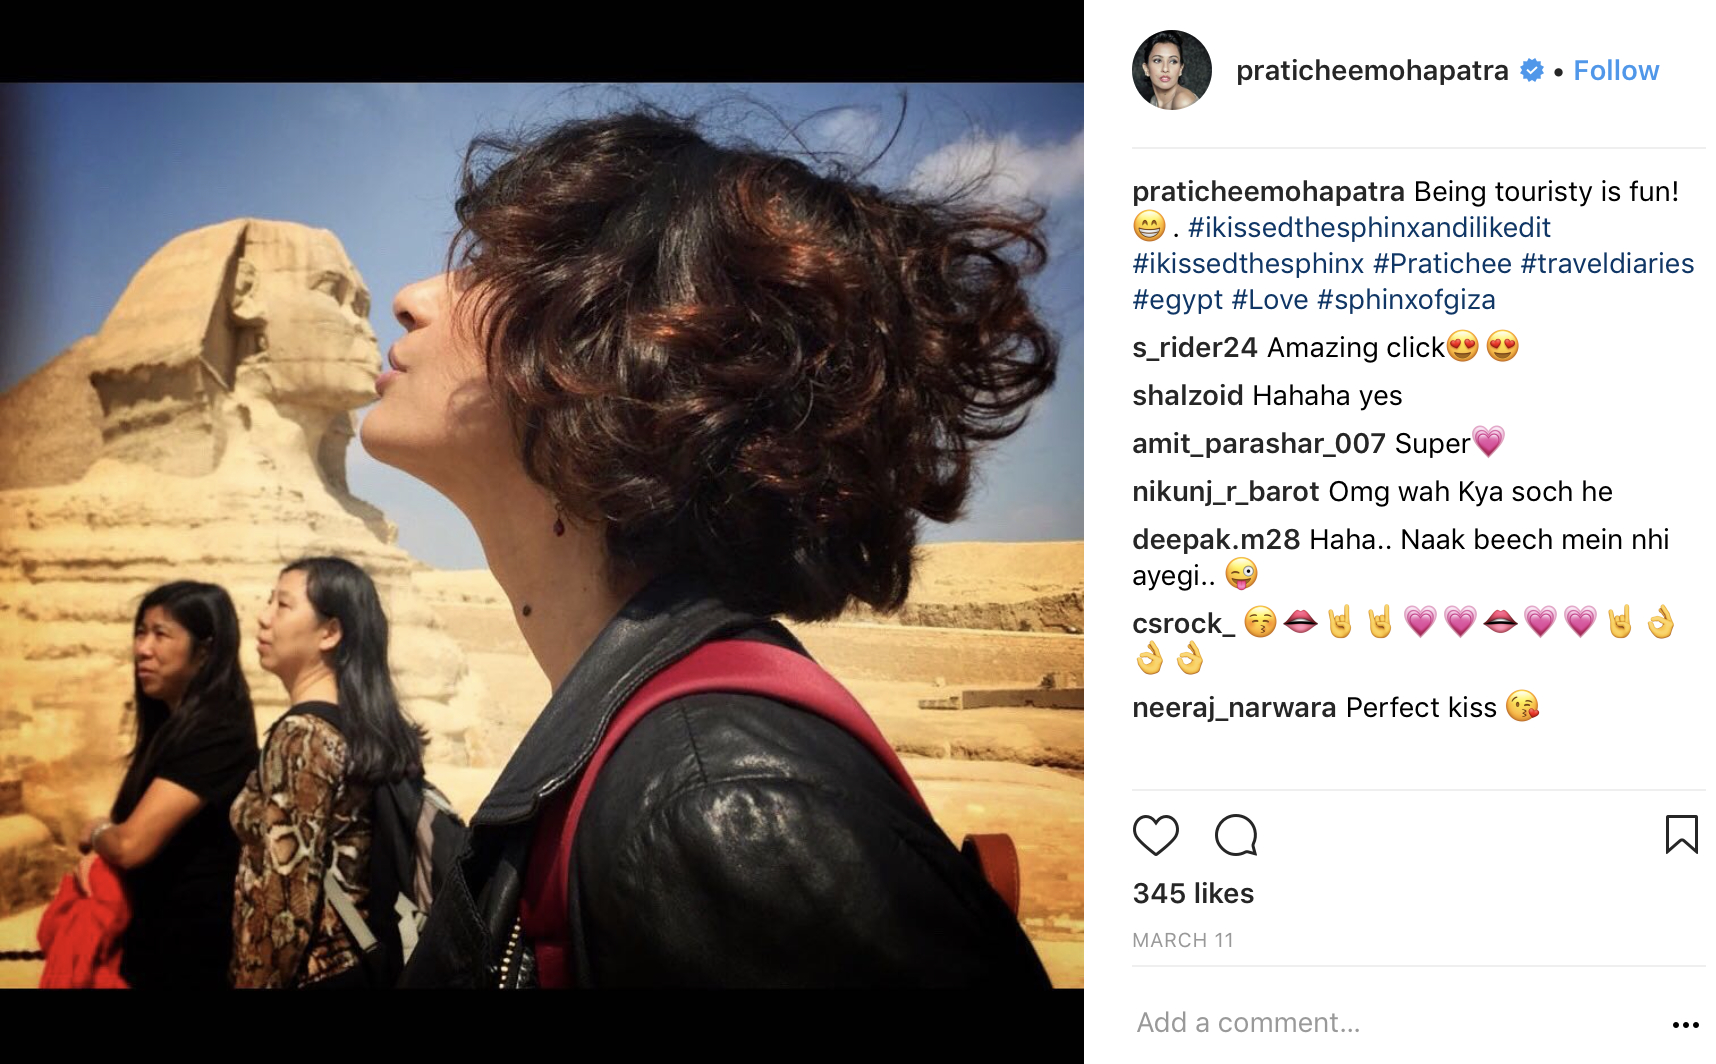 praticheemohapatra • Follow
praticheemohapatra Being touristy is fun!
😁 . #ikissedthesphinxandilikedit
#ikissedthesphinx #Pratichee #traveldiaries
#egypt #Love #sphinxofgiza
s_rider24 Amazing click😍😍
shalzoid Hahaha yes
amit_parashar_007 Super💗
nikunj_r_barot Omg wah Kya soch he
deepak.m28 Haha.. Naak beech mein nhi
ayegi.. 😜
csrock_ 😚👄🤘🤘💗💗👄💗💗🤘👌
👌👌
neeraj_narwara Perfect kiss 😘
345 likes
MARCH 11
Add a comment...